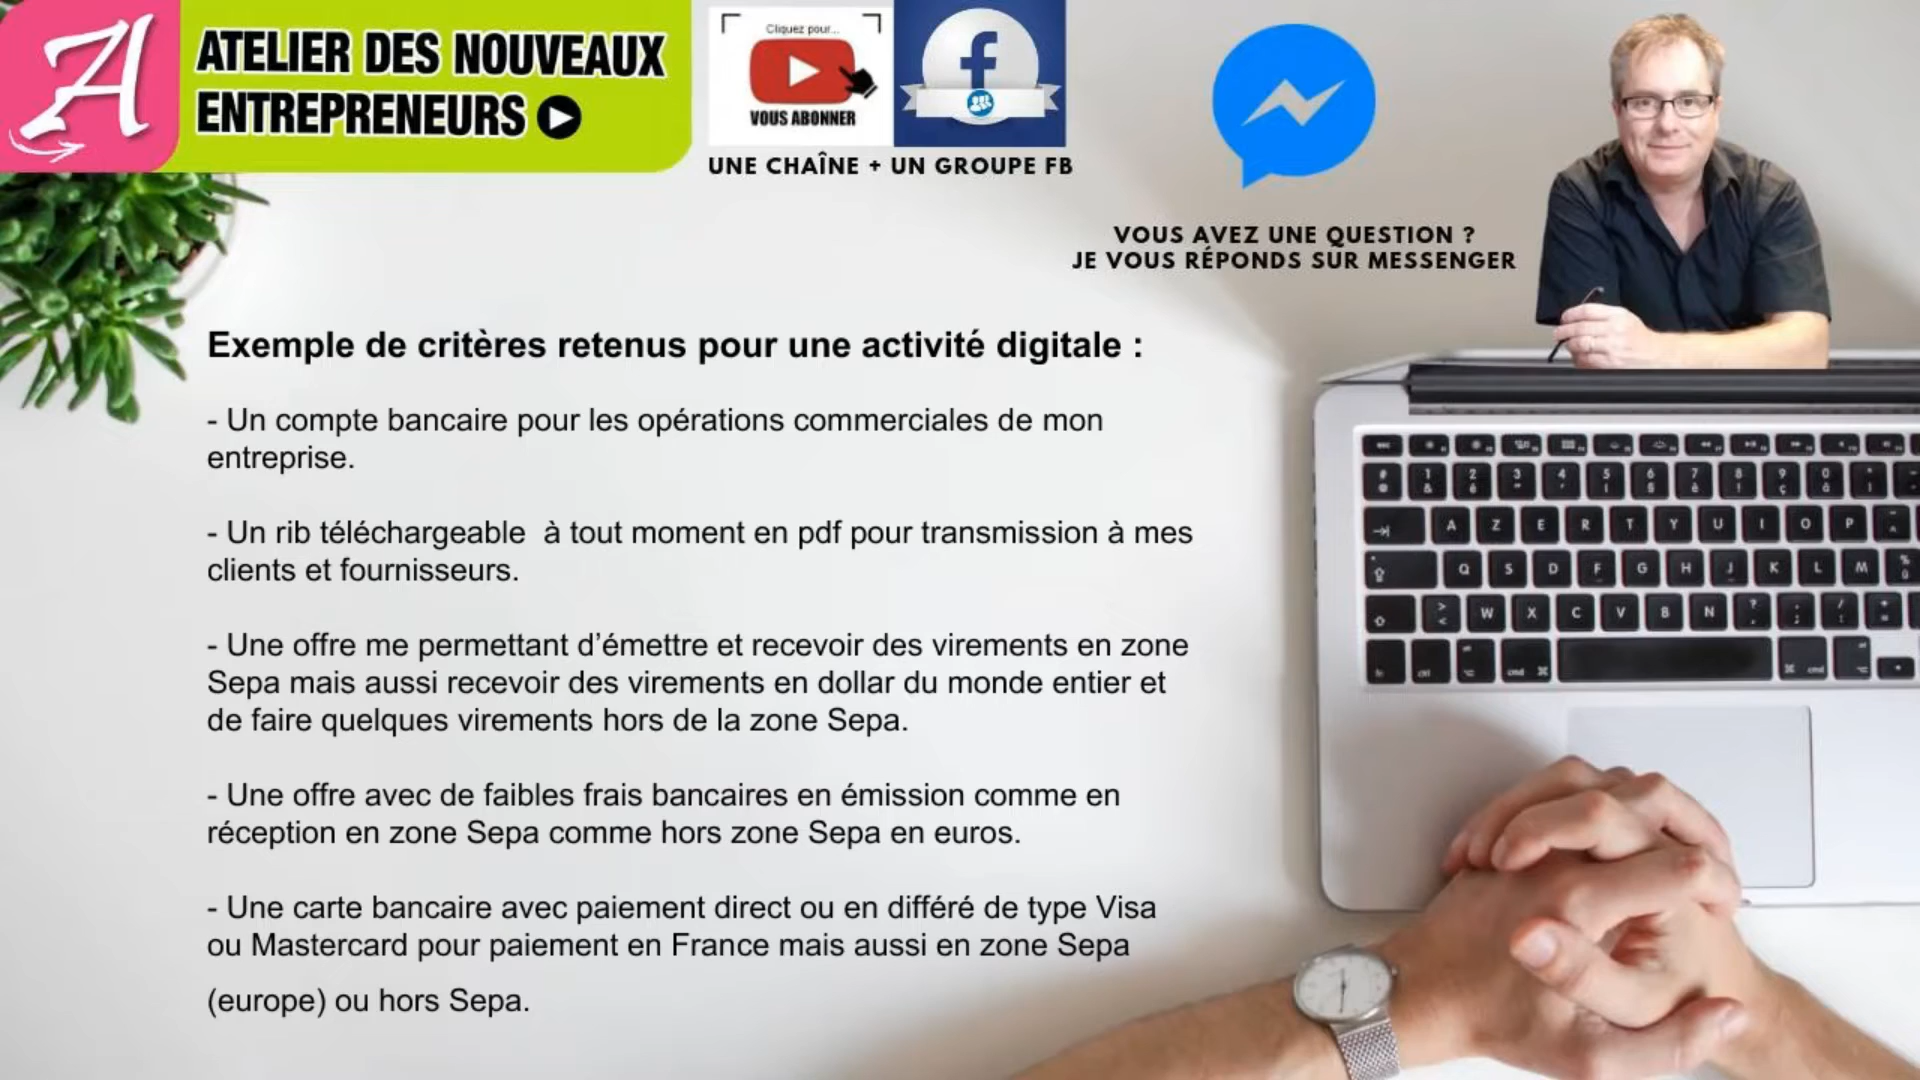 ATELIER DES NOUVEAUX
ENTREPRENEURS
Cliquez pour...
VOUS ABONNER
UNE CHAÎNE + UN GROUPE FB
VOUS AVEZ UNE QUESTION ?
JE VOUS RÉPONDS SUR MESSENGER
Exemple de critères retenus pour une activité digitale :
- Un compte bancaire pour les opérations commerciales de mon
entreprise.
- Un rib téléchargeable  à tout moment en pdf pour transmission à mes
clients et fournisseurs.
- Une offre me permettant d’émettre et recevoir des virements en zone
Sepa mais aussi recevoir des virements en dollar du monde entier et
de faire quelques virements hors de la zone Sepa.
- Une offre avec de faibles frais bancaires en émission comme en
réception en zone Sepa comme hors zone Sepa en euros.
- Une carte bancaire avec paiement direct ou en différé de type Visa
ou Mastercard pour paiement en France mais aussi en zone Sepa
(europe) ou hors Sepa.
A Z E R T Y U I O P
Q S D F G H J K L M
W X C V B N